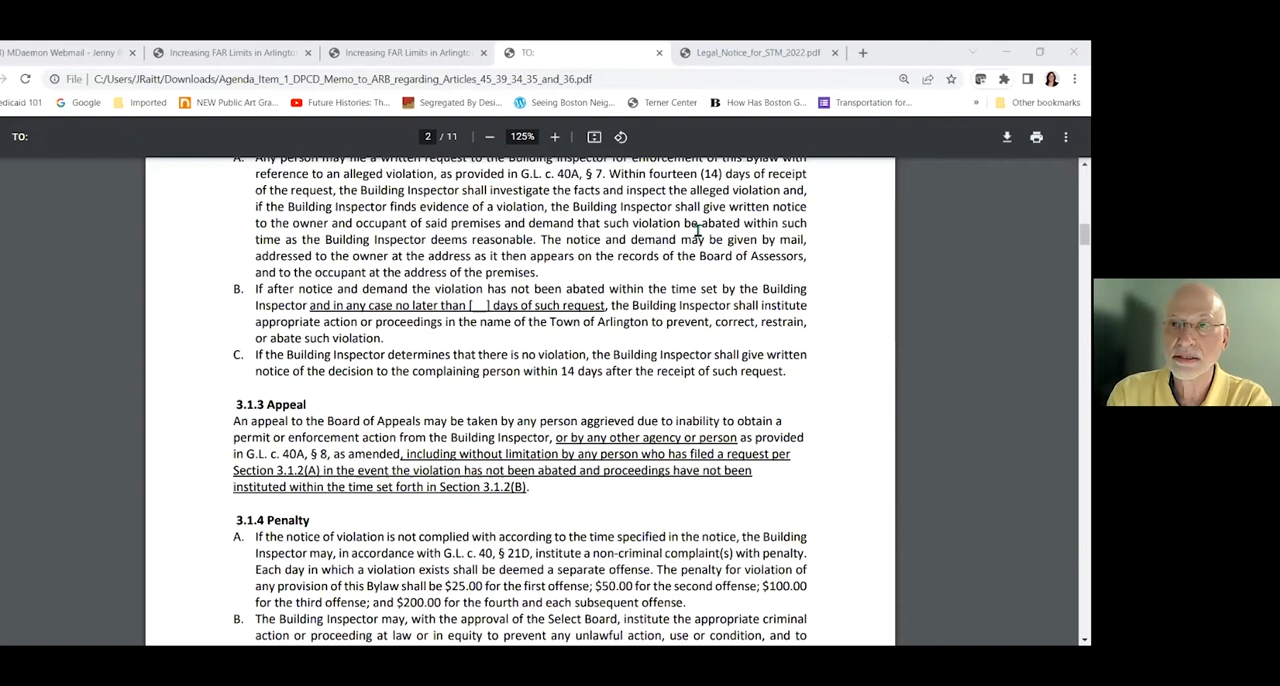 ) MDaemon Webmail - Jenny R
Increasing FAR Limits in Arlingto
Increasing FAR Limits in Arlingto
TO:
Legal_Notice_for_STM_2022.pdf
File | C:/Users/JRaitt/Downloads/Agenda_Item_1_DPCD_Memo_to_ARB_regarding_Articles_45_39_34_35_and_36.pdf
edicaid 101
Google
Imported
NEW Public Art Gra...
Future Histories: Th...
Segregated By Desi...
Seeing Boston Neig...
Terner Center
How Has Boston G...
Transportation for...
» Other bookmarks
TO:
2 / 11
125%
A. Any person may file a written request to the Building Inspector for enforcement of this Bylaw with
reference to an alleged violation, as provided in G.L. c. 40A, § 7. Within fourteen (14) days of receipt
of the request, the Building Inspector shall investigate the facts and inspect the alleged violation and,
if the Building Inspector finds evidence of a violation, the Building Inspector shall give written notice
to the owner and occupant of said premises and demand that such violation be abated within such
time as the Building Inspector deems reasonable. The notice and demand may be given by mail,
addressed to the owner at the address as it then appears on the records of the Board of Assessors,
and to the occupant at the address of the premises.
B. If after notice and demand the violation has not been abated within the time set by the Building
Inspector and in any case no later than [__] days of such request, the Building Inspector shall institute
appropriate action or proceedings in the name of the Town of Arlington to prevent, correct, restrain,
or abate such violation.
C. If the Building Inspector determines that there is no violation, the Building Inspector shall give written
notice of the decision to the complaining person within 14 days after the receipt of such request.
3.1.3 Appeal
An appeal to the Board of Appeals may be taken by any person aggrieved due to inability to obtain a
permit or enforcement action from the Building Inspector, or by any other agency or person as provided
in G.L. c. 40A, § 8, as amended, including without limitation by any person who has filed a request per
Section 3.1.2(A) in the event the violation has not been abated and proceedings have not been
instituted within the time set forth in Section 3.1.2(B).
3.1.4 Penalty
A. If the notice of violation is not complied with according to the time specified in the notice, the Building
Inspector may, in accordance with G.L. c. 40, § 21D, institute a non-criminal complaint(s) with penalty.
Each day in which a violation exists shall be deemed a separate offense. The penalty for violation of
any provision of this Bylaw shall be $25.00 for the first offense; $50.00 for the second offense; $100.00
for the third offense; and $200.00 for the fourth and each subsequent offense.
B. The Building Inspector may, with the approval of the Select Board, institute the appropriate criminal
action or proceeding at law or in equity to prevent any unlawful action, use or condition, and to